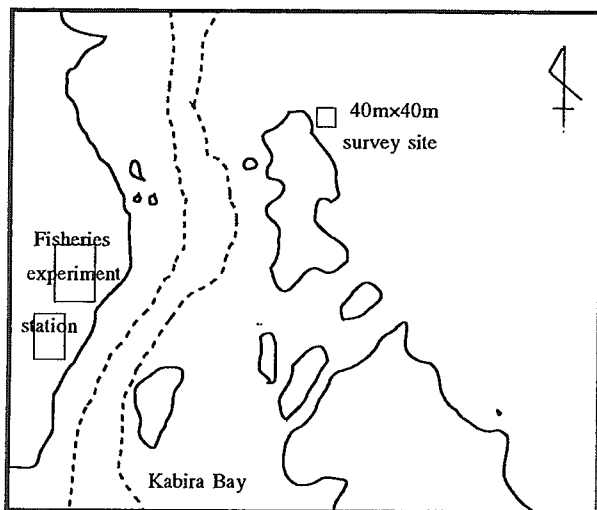 40m×40m
survey site
Fisheries
experiment
station
Kabira Bay